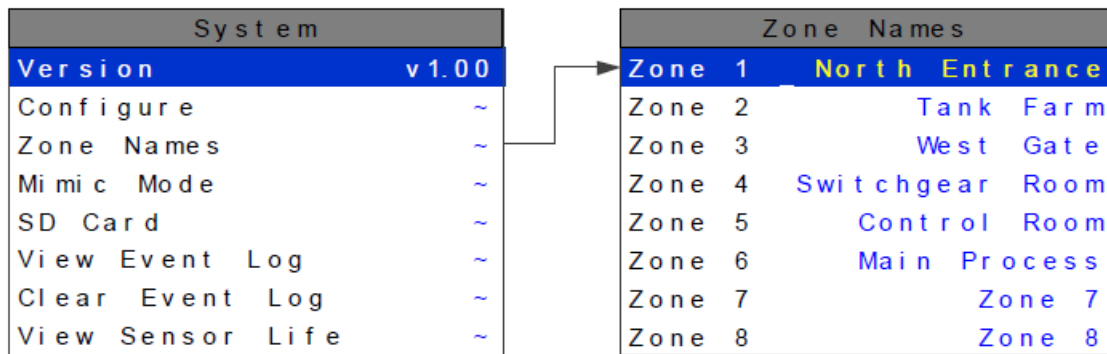 System
Version v1.00
Configure ~
Zone Names ~
Mimic Mode ~
SD Card ~
View Event Log ~
Clear Event Log ~
View Sensor Life ~
Zone Names
Zone 1 North Entrance
Zone 2 Tank Farm
Zone 3 West Gate
Zone 4 Switchgear Room
Zone 5 Control Room
Zone 6 Main Process
Zone 7 Zone 7
Zone 8 Zone 8